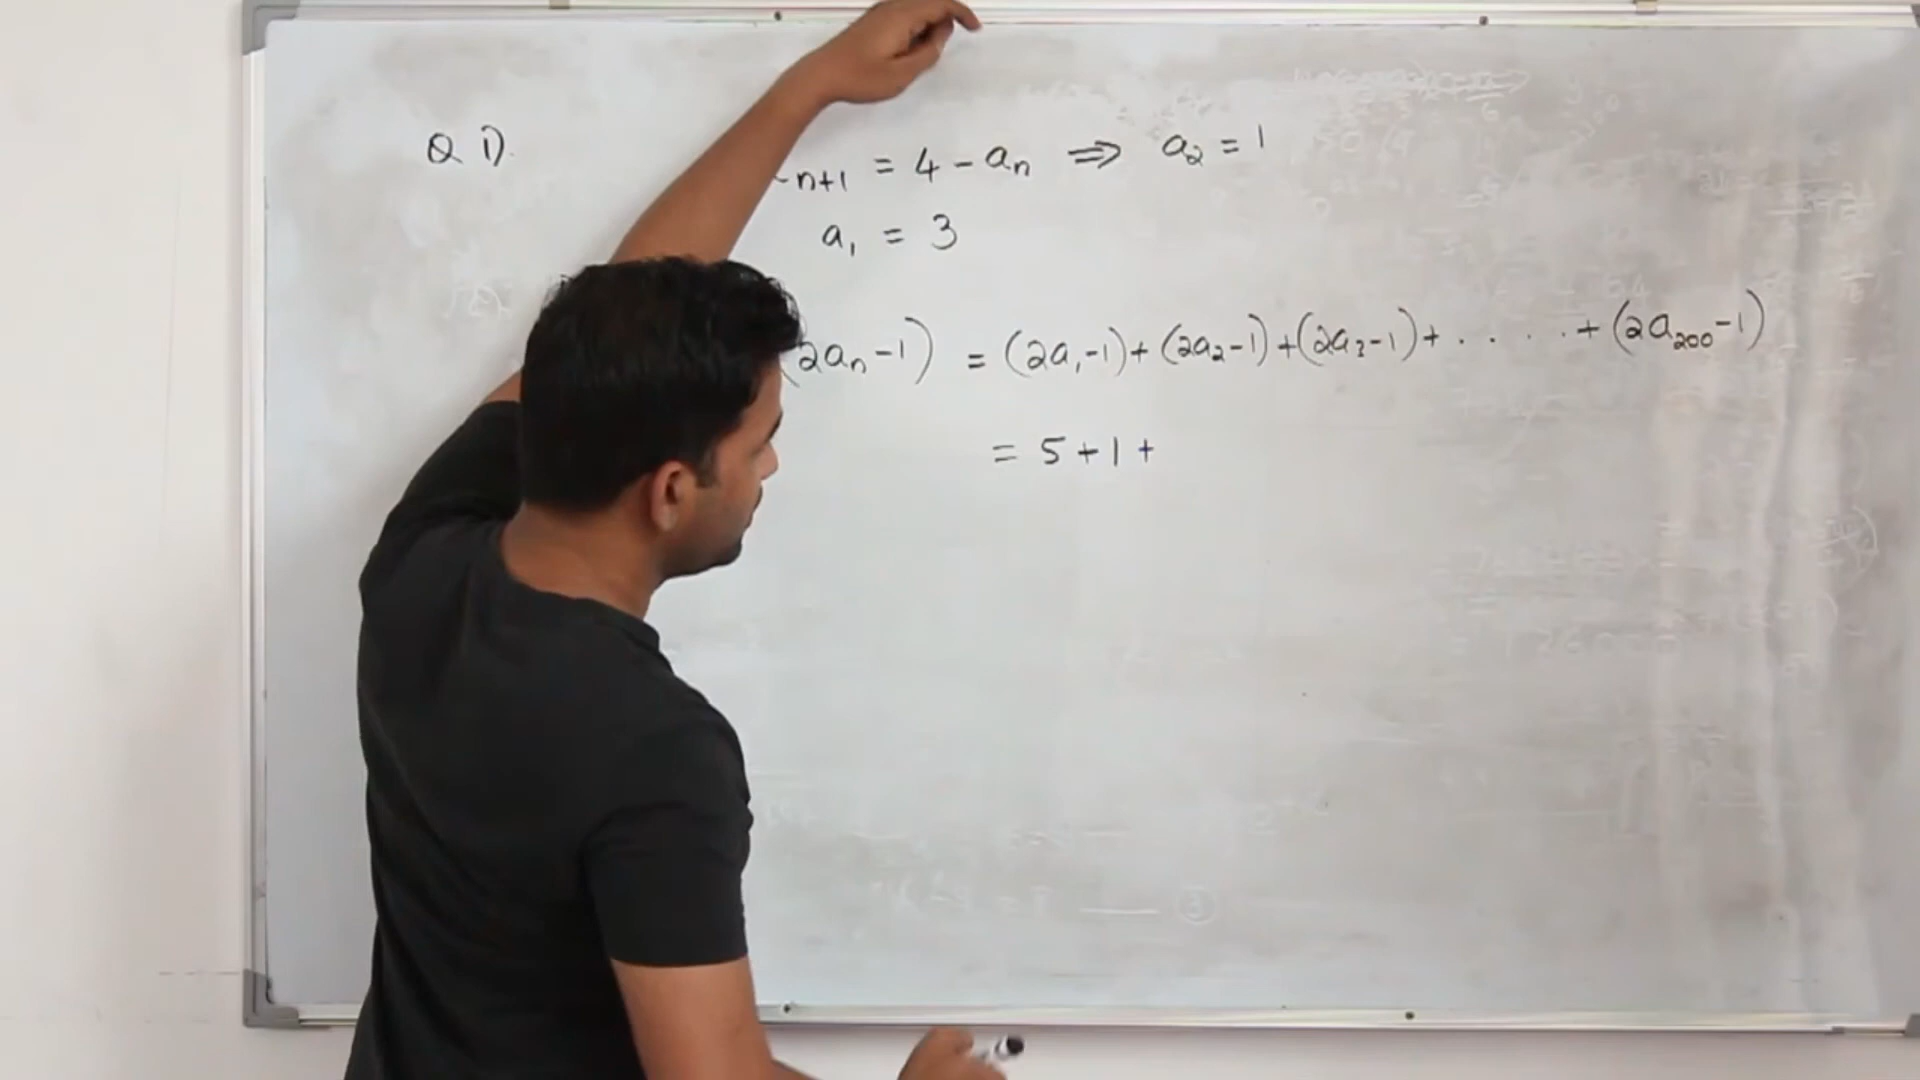 Q 1).
n+1 = 4 - aₙ ⇒ a₂ = 1
a₁ = 3
(2aₙ - 1) = (2a₁ - 1) + (2a₂ - 1) + (2a₃ - 1) + . . . . . + (2a₂₀₀ - 1)
= 5 + 1 +